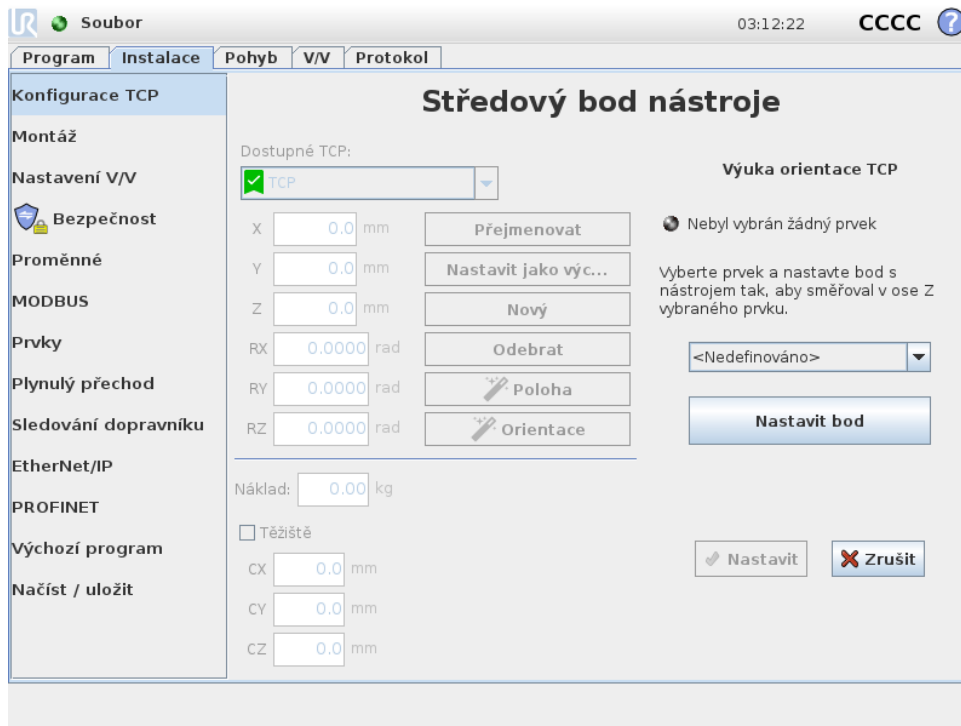 UR Soubor 03:12:22 CCCC ?
Program Instalace Pohyb V/V Protokol
Konfigurace TCP
Montáž
Nastavení V/V
Bezpečnost
Proměnné
MODBUS
Prvky
Plynulý přechod
Sledování dopravníku
EtherNet/IP
PROFINET
Výchozí program
Načíst / uložit
Středový bod nástroje
Dostupné TCP:
TCP
X 0.0 mm Přejmenovat
Y 0.0 mm Nastavit jako výc...
Z 0.0 mm Nový
RX 0.0000 rad Odebrat
RY 0.0000 rad Poloha
RZ 0.0000 rad Orientace
Náklad: 0.00 kg
Těžiště
CX 0.0 mm
CY 0.0 mm
CZ 0.0 mm
Výuka orientace TCP
Nebyl vybrán žádný prvek
Vyberte prvek a nastavte bod s
nástrojem tak, aby směřoval v ose Z
vybraného prvku.
<Nedefinováno>
Nastavit bod
Nastavit Zrušit